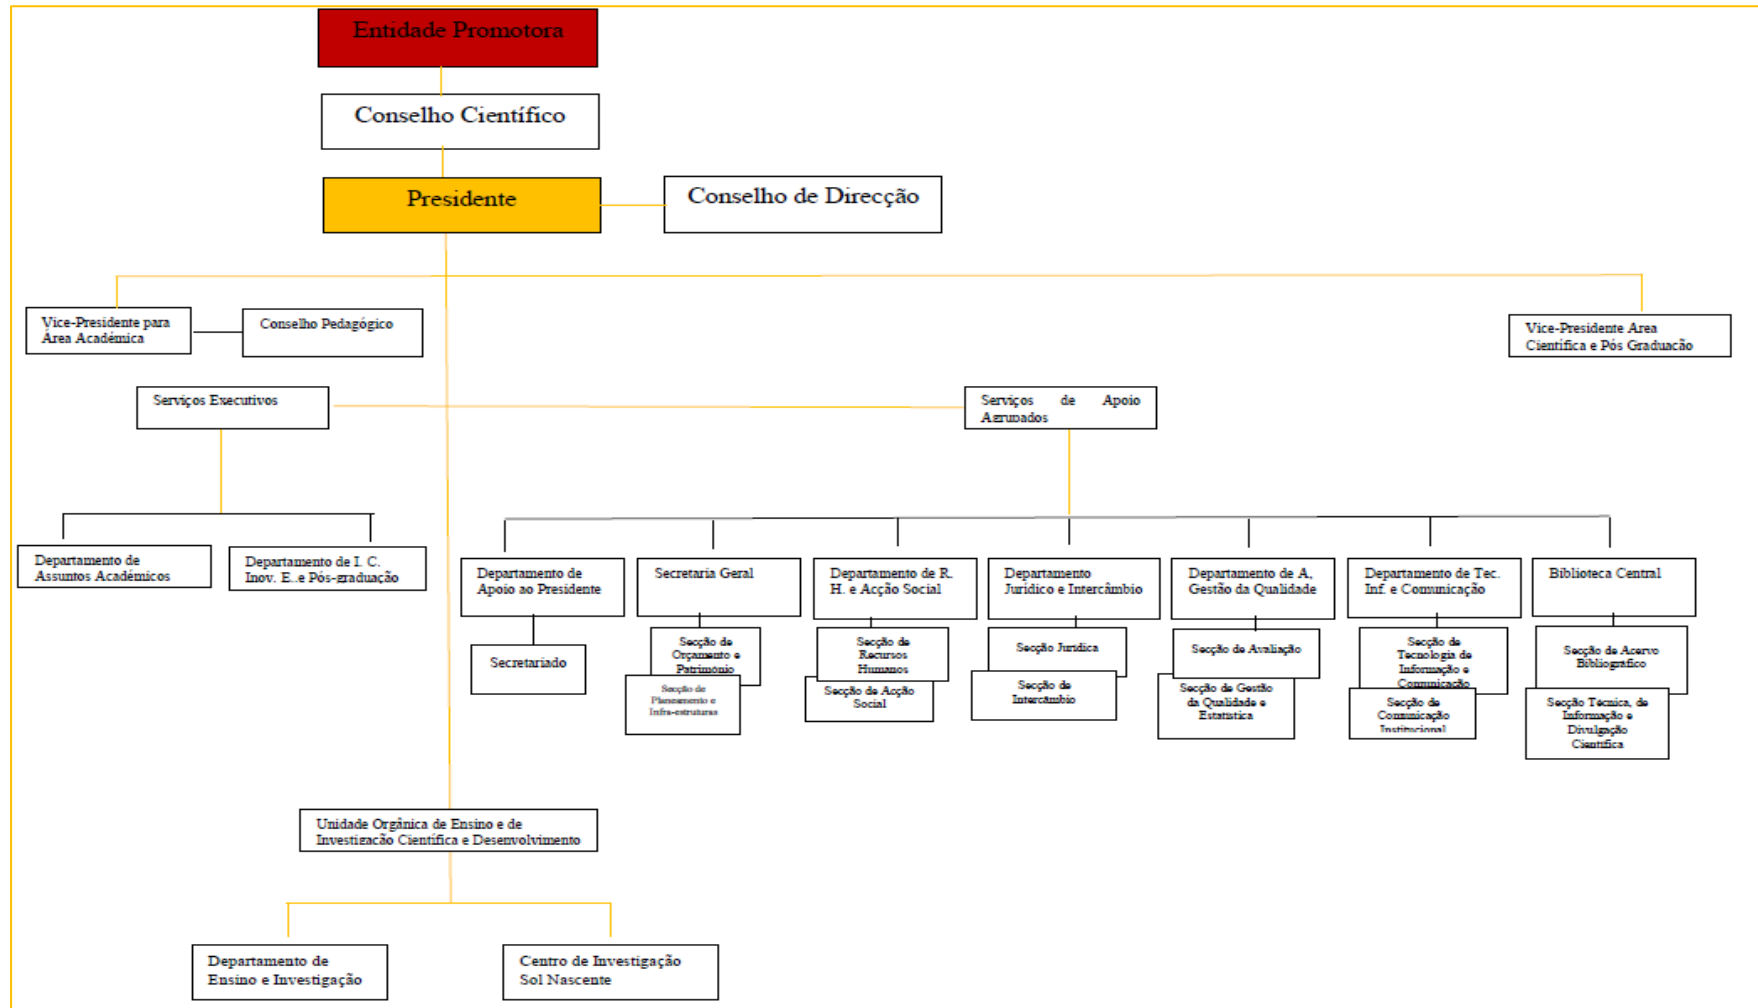 Entidade Promotora
Conselho Científico
Presidente
Conselho de Direcção
Vice-Presidente para
Área Académica
Conselho Pedagógico
Vice-Presidente Area
Científica e Pós Graduação
Serviços Executivos
Serviços de Apoio
Agrupados
Departamento de
Assuntos Académicos
Departamento de I. C.
Inov. E..e Pós-graduação
Departamento de
Apoio ao Presidente
Secretaria Geral
Departamento de R.
H. e Acção Social
Departamento
Jurídico e Intercâmbio
Departamento de A,
Gestão da Qualidade
Departamento de Tec.
Inf. e Comunicação
Biblioteca Central
Secretariado
Secção de
Orçamento e
Património
Secção de
Planeamento e
Infra-estruturas
Secção de
Recursos
Humanos
Secção de Acção
Social
Secção Jurídica
Secção de
Intercâmbio
Secção de Avaliação
Secção de Gestão
da Qualidade e
Estatística
Secção de
Tecnologia de
Informação e
Comunicação
Secção de
Comunicação
Institucional
Secção de Acervo
Bibliográfico
Secção Técnica, de
Informação e
Divulgação
Científica
Unidade Orgânica de Ensino e de
Investigação Científica e Desenvolvimento
Departamento de
Ensino e Investigação
Centro de Investigação
Sol Nascente